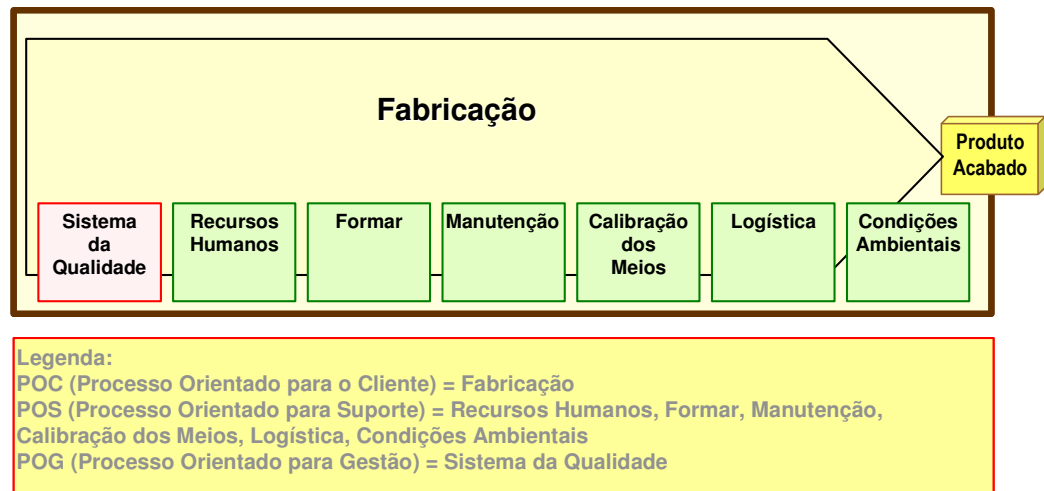 Fabricação
Produto
Acabado
Sistema
da
Qualidade
Recursos
Humanos
Formar
Manutenção
Calibração
dos
Meios
Logística
Condições
Ambientais
Legenda:
POC (Processo Orientado para o Cliente) = Fabricação
POS (Processo Orientado para Suporte) = Recursos Humanos, Formar, Manutenção,
Calibração dos Meios, Logística, Condições Ambientais
POG (Processo Orientado para Gestão) = Sistema da Qualidade